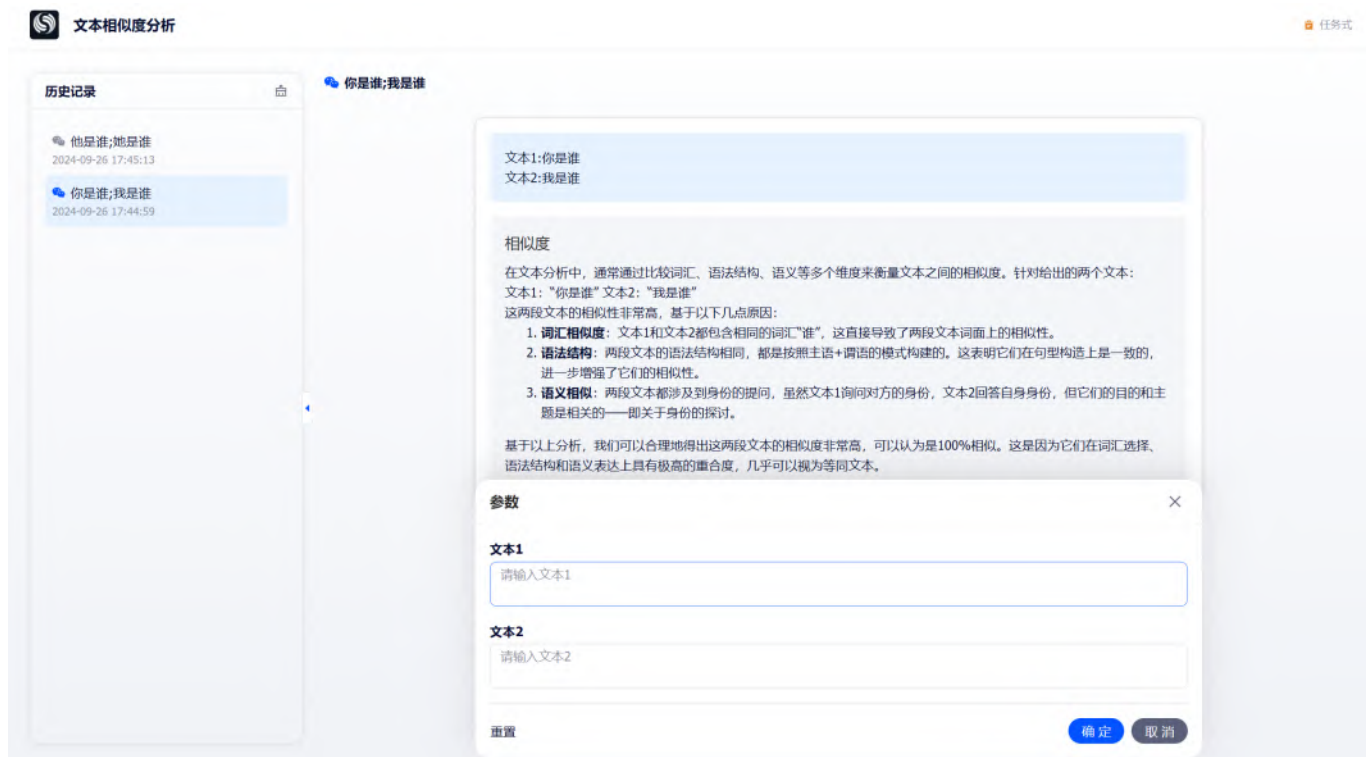 文本相似度分析
任务式
历史记录
他是谁;她是谁
2024-09-26 17:45:13
你是谁;我是谁
2024-09-26 17:44:59
你是谁;我是谁
文本1:你是谁
文本2:我是谁
相似度
在文本分析中，通常通过比较词汇、语法结构、语义等多个维度来衡量文本之间的相似度。针对给出的两个文本：
文本1：“你是谁” 文本2：“我是谁”
这两段文本的相似性非常高，基于以下几点原因：
1. 词汇相似度：文本1和文本2都包含相同的词汇“谁”，这直接导致了两段文本词面上的相似性。
2. 语法结构：两段文本的语法结构相同，都是按照主语+谓语的模式构建的。这表明它们在句型构造上是一致的，
进一步增强了它们的相似性。
3. 语义相似：两段文本都涉及到身份的提问，虽然文本1询问对方的身份，文本2回答自身身份，但它们的目的和主
题是相关的——即关于身份的探讨。
基于以上分析，我们可以合理地得出这两段文本的相似度非常高，可以认为是100%相似。这是因为它们在词汇选择、
语法结构和语义表达上具有极高的重合度，几乎可以视为等同文本。
参数
文本1
请输入文本1
文本2
请输入文本2
重置
确定
取消